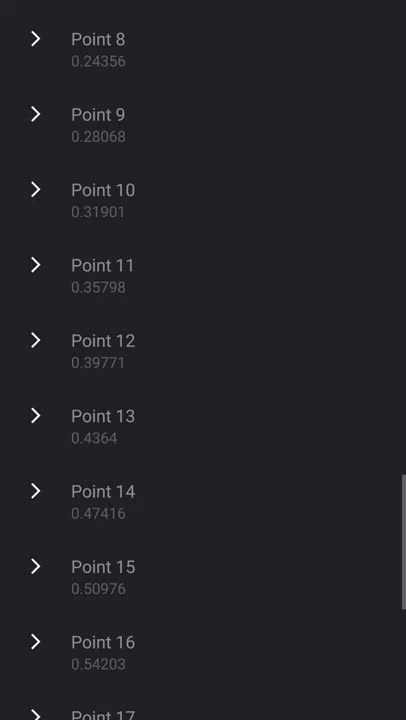 Point 8
0.24356
Point 9
0.28068
Point 10
0.31901
Point 11
0.35798
Point 12
0.39771
Point 13
0.4364
Point 14
0.47416
Point 15
0.50976
Point 16
0.54203
Point 17